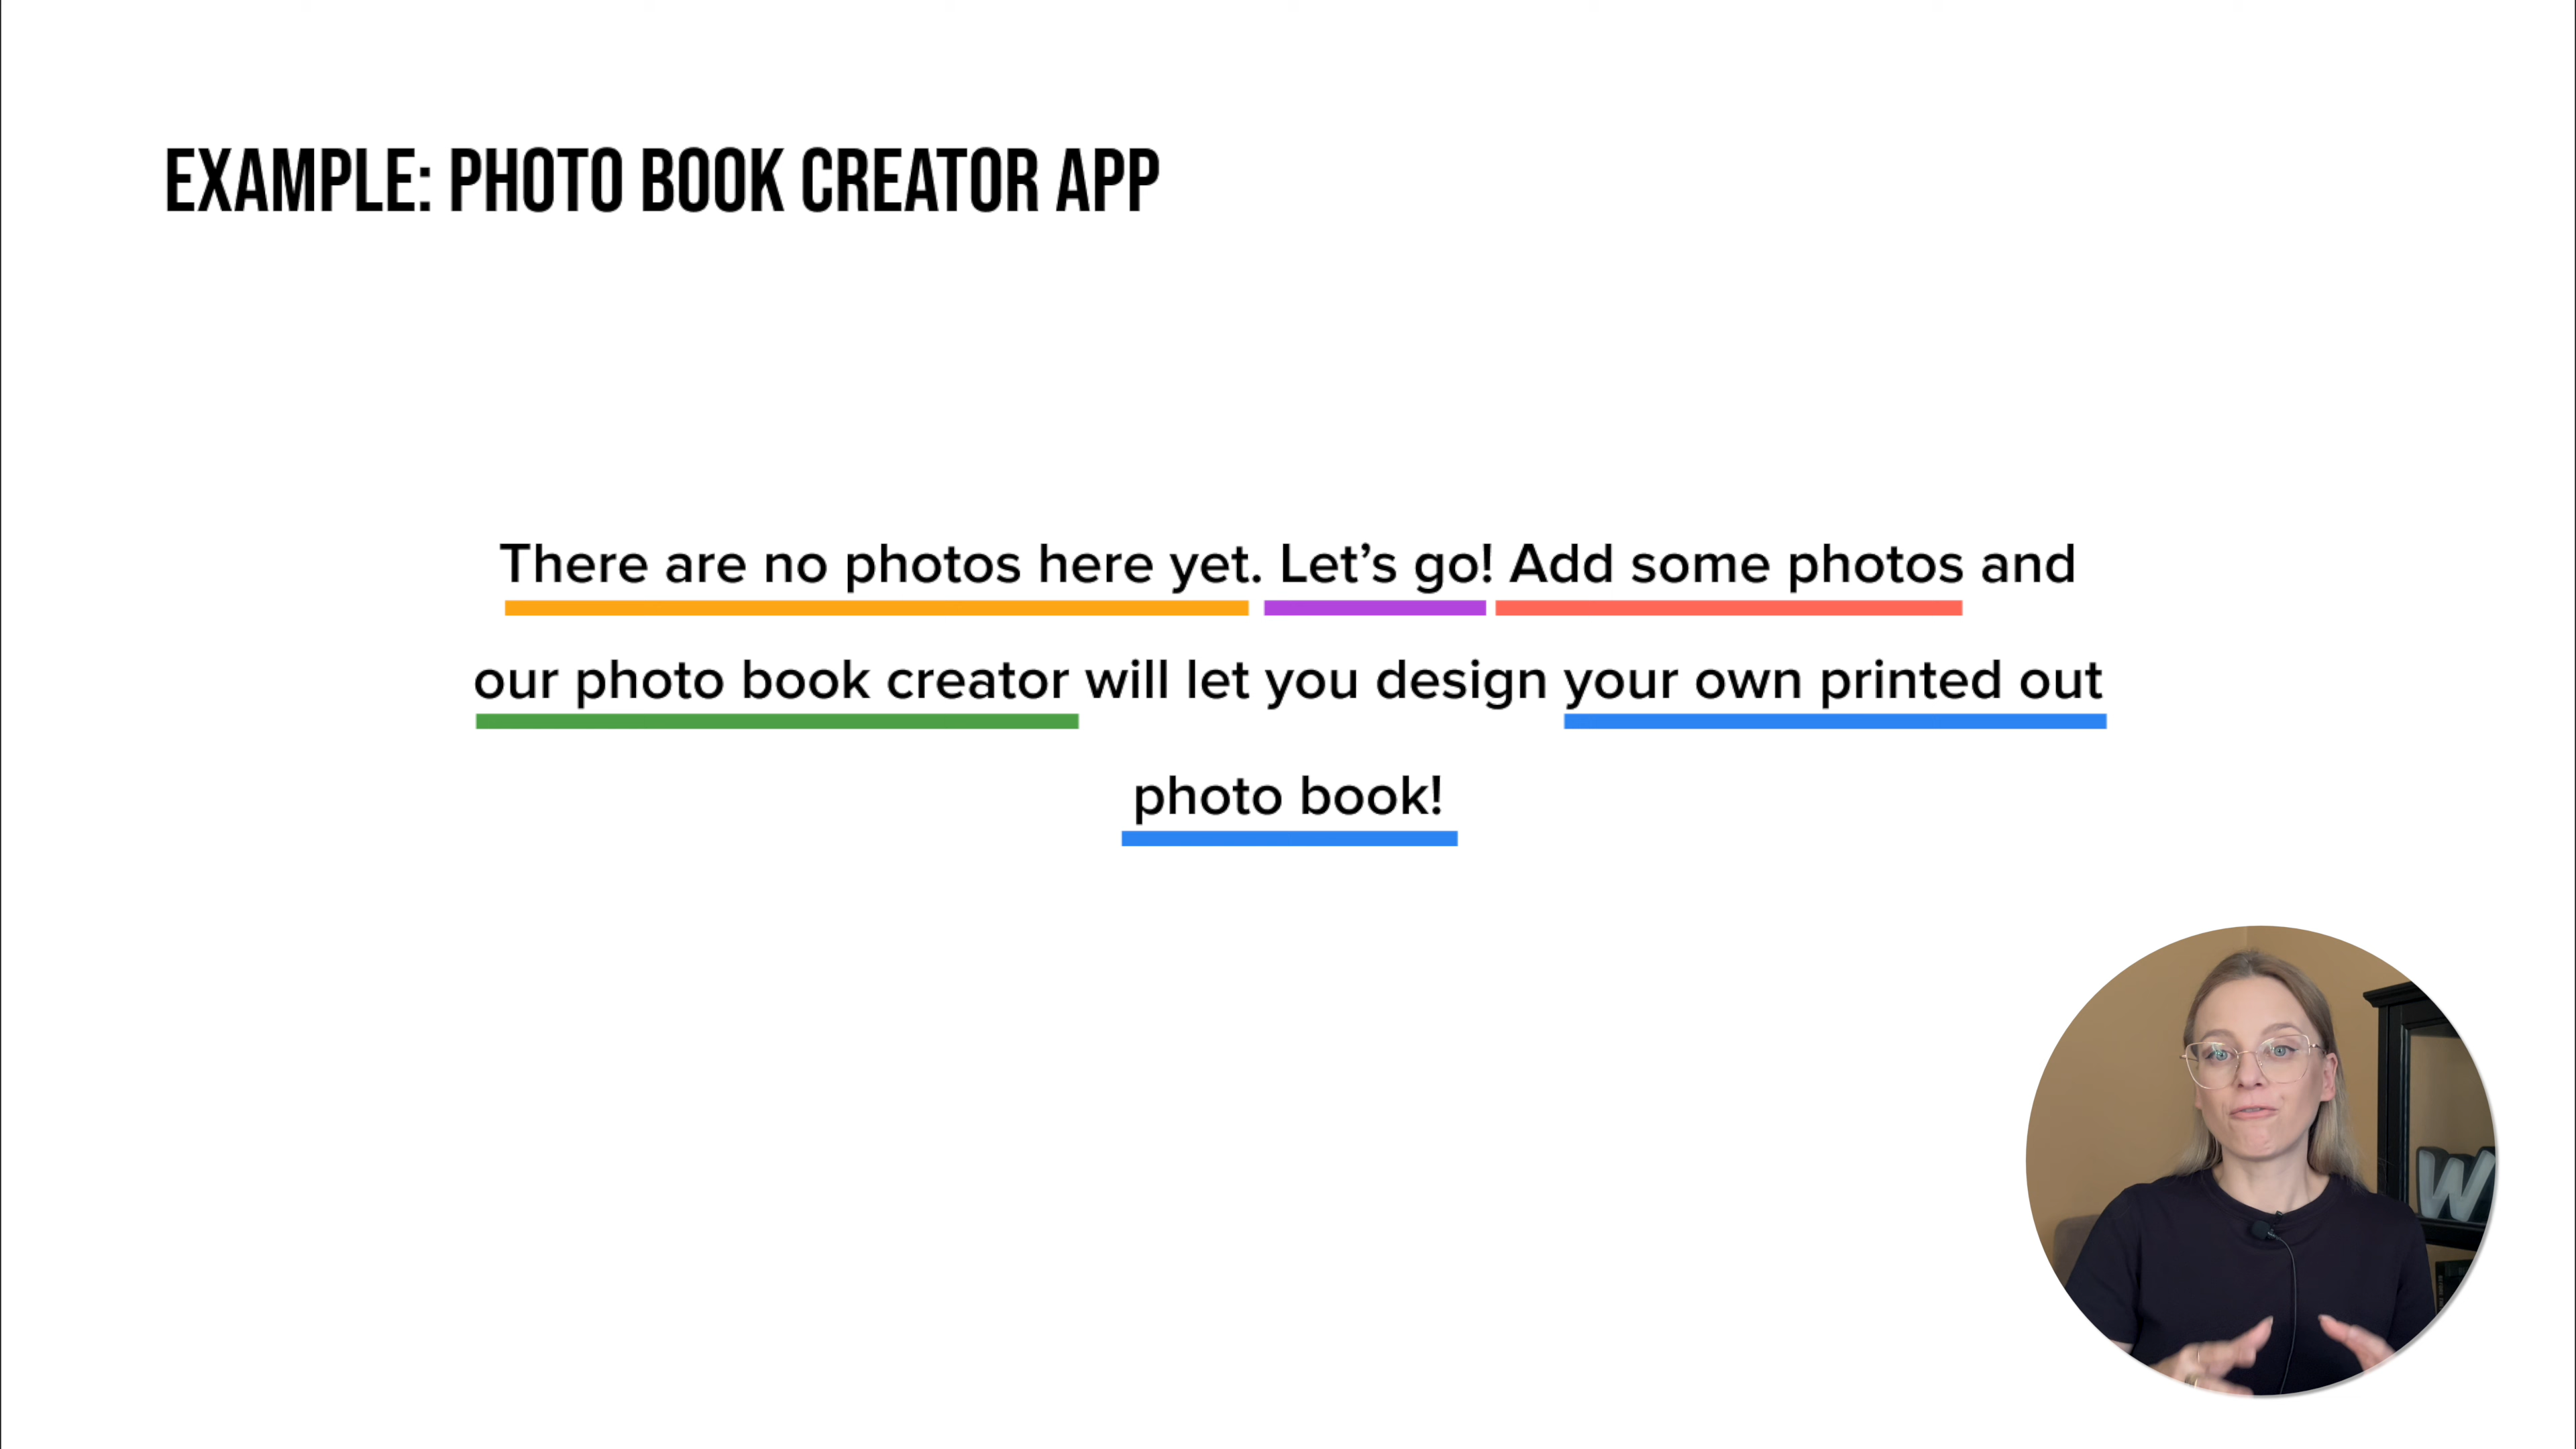 EXAMPLE: PHOTO BOOK CREATOR APP
There are no photos here yet. Let’s go! Add some photos and
our photo book creator will let you design your own printed out
photo book!
W